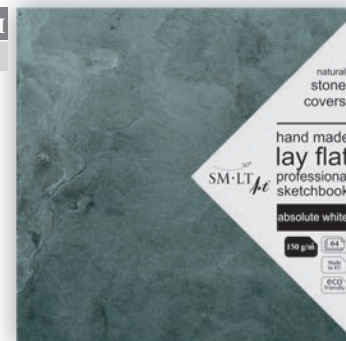 natural
stone
covers
hand made
lay flat
professiona
sketchbook
SM·LT Art
absolute white
150 g/m
64
Made
in EU
eco
friendly